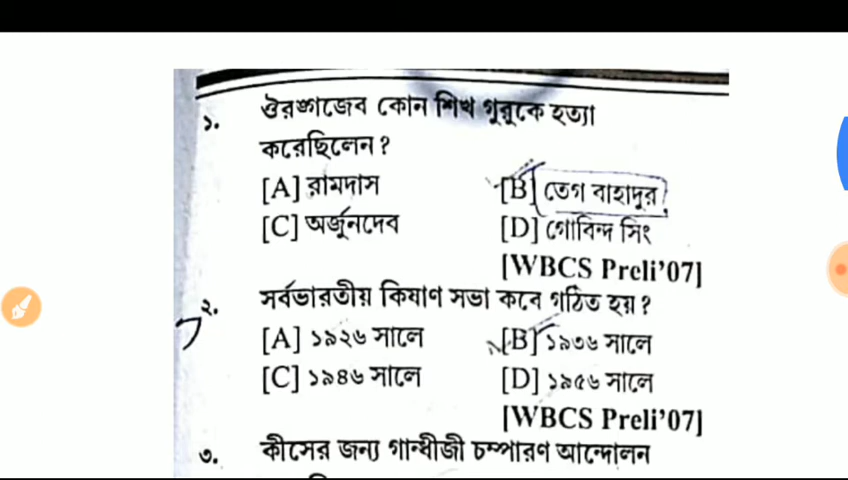 ১. ঔরঙ্গজেব কোন শিখ গুরুকে হত্যা
করেছিলেন?
[A] রামদাস [B] তেগ বাহাদুর
[C] অর্জুনদেব [D] গোবিন্দ সিং
[WBCS Preli'07]
২. সর্বভারতীয় কিষাণ সভা কবে গঠিত হয়?
[A] ১৯২৬ সালে [B] ১৯৩৬ সালে
[C] ১৯৪৬ সালে [D] ১৯৫৬ সালে
[WBCS Preli'07]
৩. কীসের জন্য গান্ধীজী চম্পারণ আন্দোলন